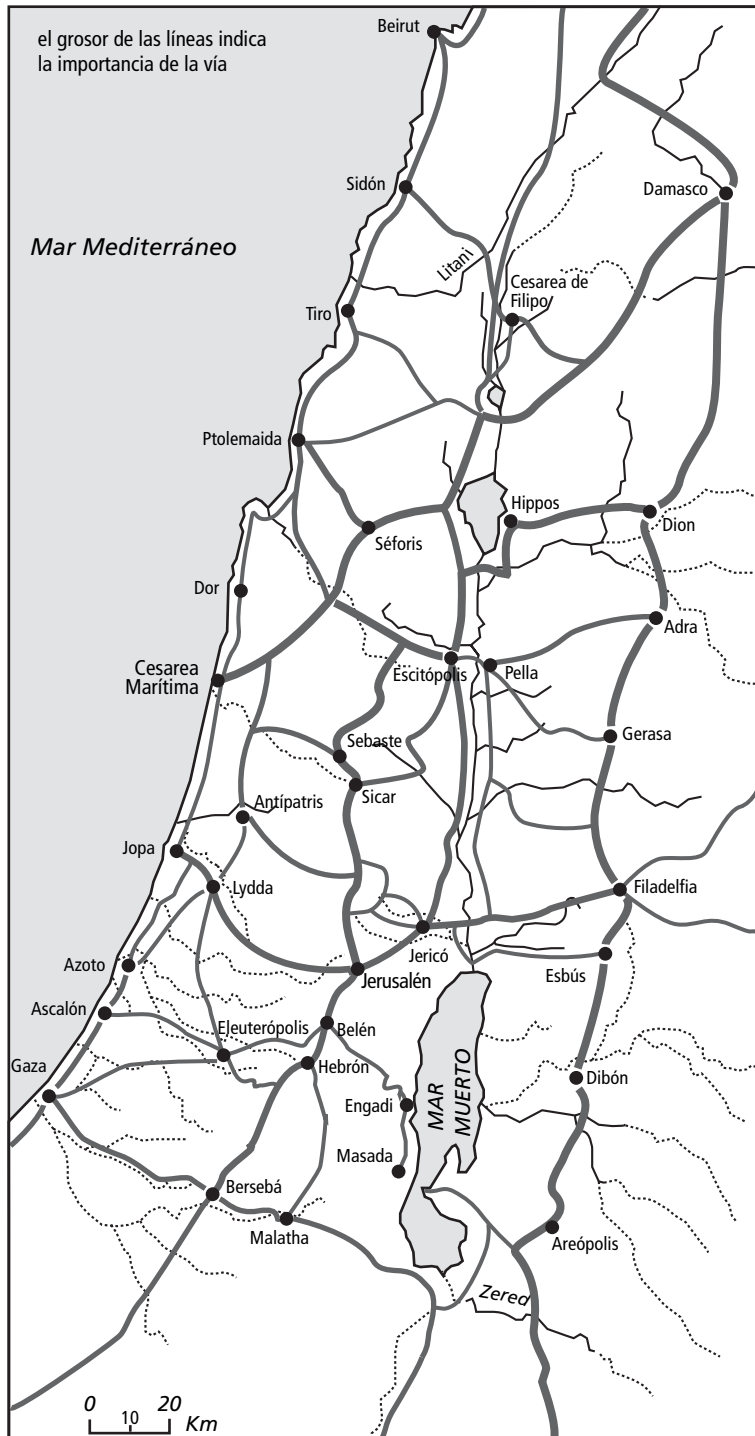 el grosor de las líneas indica
la importancia de la vía
Beirut
Sidón
Damasco
Mar Mediterráneo
Litani
Cesarea de
Filipo
Tiro
Ptolemaida
Hippos
Dion
Séforis
Dor
Adra
Cesarea
Marítima
Escitópolis
Pella
Sebaste
Gerasa
Sicar
Antípatris
Jopa
Lydda
Filadelfia
Jericó
Azoto
Jerusalén
Esbús
Ascalón
Eleuterópolis
Belén
Gaza
Hebrón
Dibón
Engadi
MAR
MUERTO
Masada
Bersebá
Malatha
Areópolis
Zered
0 20
10 Km